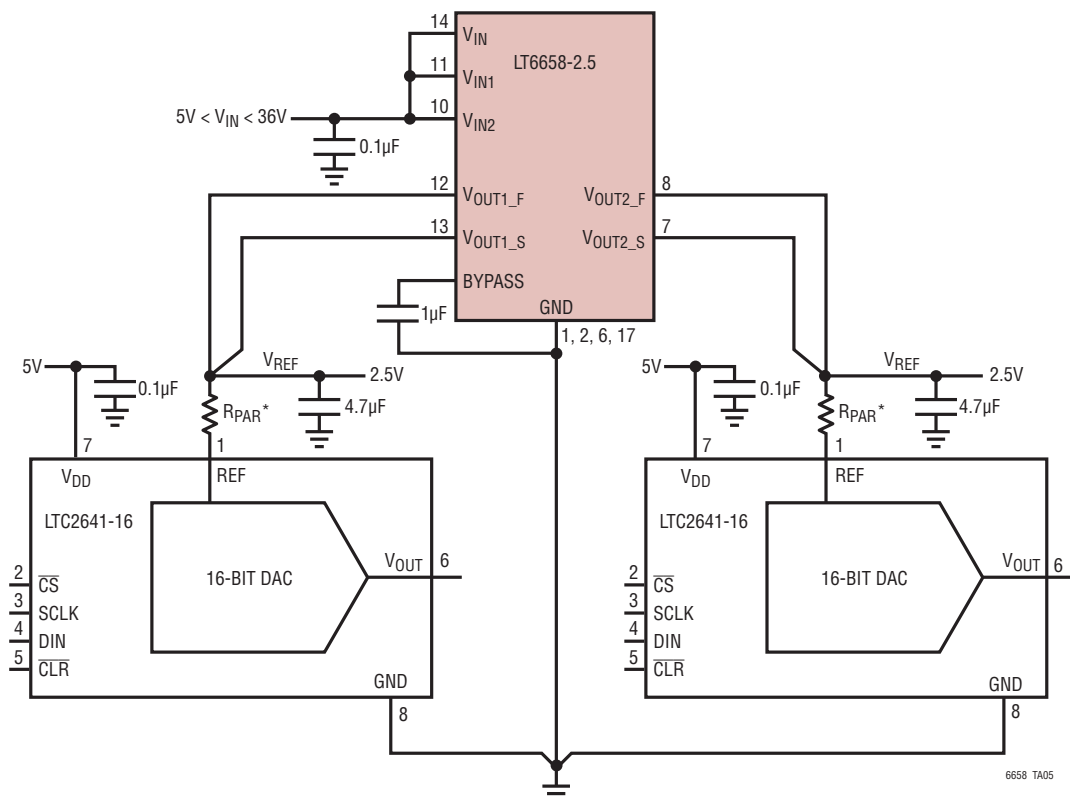 14
VIN
LT6658-2.5
11
VIN1
10
5V < VIN < 36V
VIN2
0.1µF
12
VOUT1_F
VOUT2_F
8
13
VOUT1_S
VOUT2_S
7
BYPASS
1µF
GND
1, 2, 6, 17
5V
0.1µF
VREF
2.5V
RPAR*
4.7µF
7
1
VDD
REF
LTC2641-16
16-BIT DAC
VOUT
6
2
CS
3
SCLK
4
DIN
5
CLR
GND
8
5V
0.1µF
VREF
2.5V
RPAR*
4.7µF
7
1
VDD
REF
LTC2641-16
16-BIT DAC
VOUT
6
2
CS
3
SCLK
4
DIN
5
CLR
GND
8
6658 TA05